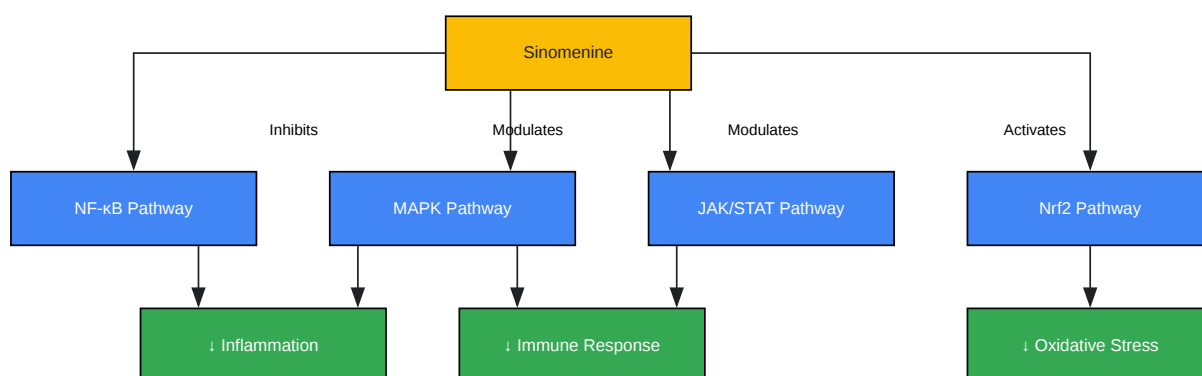 Sinomenine
Inhibits
Modulates
Modulates
Activates
NF-κB Pathway
MAPK Pathway
JAK/STAT Pathway
Nrf2 Pathway
↓ Inflammation
↓ Immune Response
↓ Oxidative Stress